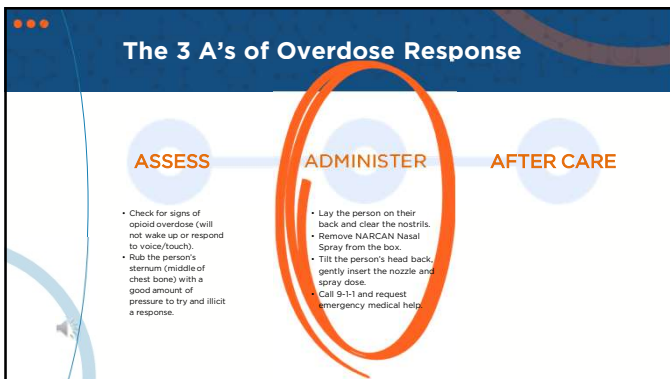 The 3 A's of Overdose Response
ASSESS
• Check for signs of
opioid overdose (will
not wake up or respond
to voice/touch).
• Rub the person's
sternum (middle of
chest bone) with a
good amount of
pressure to try and illicit
a response.
ADMINISTER
• Lay the person on their
back and clear the nostrils.
• Remove NARCAN Nasal
Spray from the box.
• Tilt the person's head back,
gently insert the nozzle and
spray dose.
• Call 9-1-1 and request
emergency medical help.
AFTER CARE